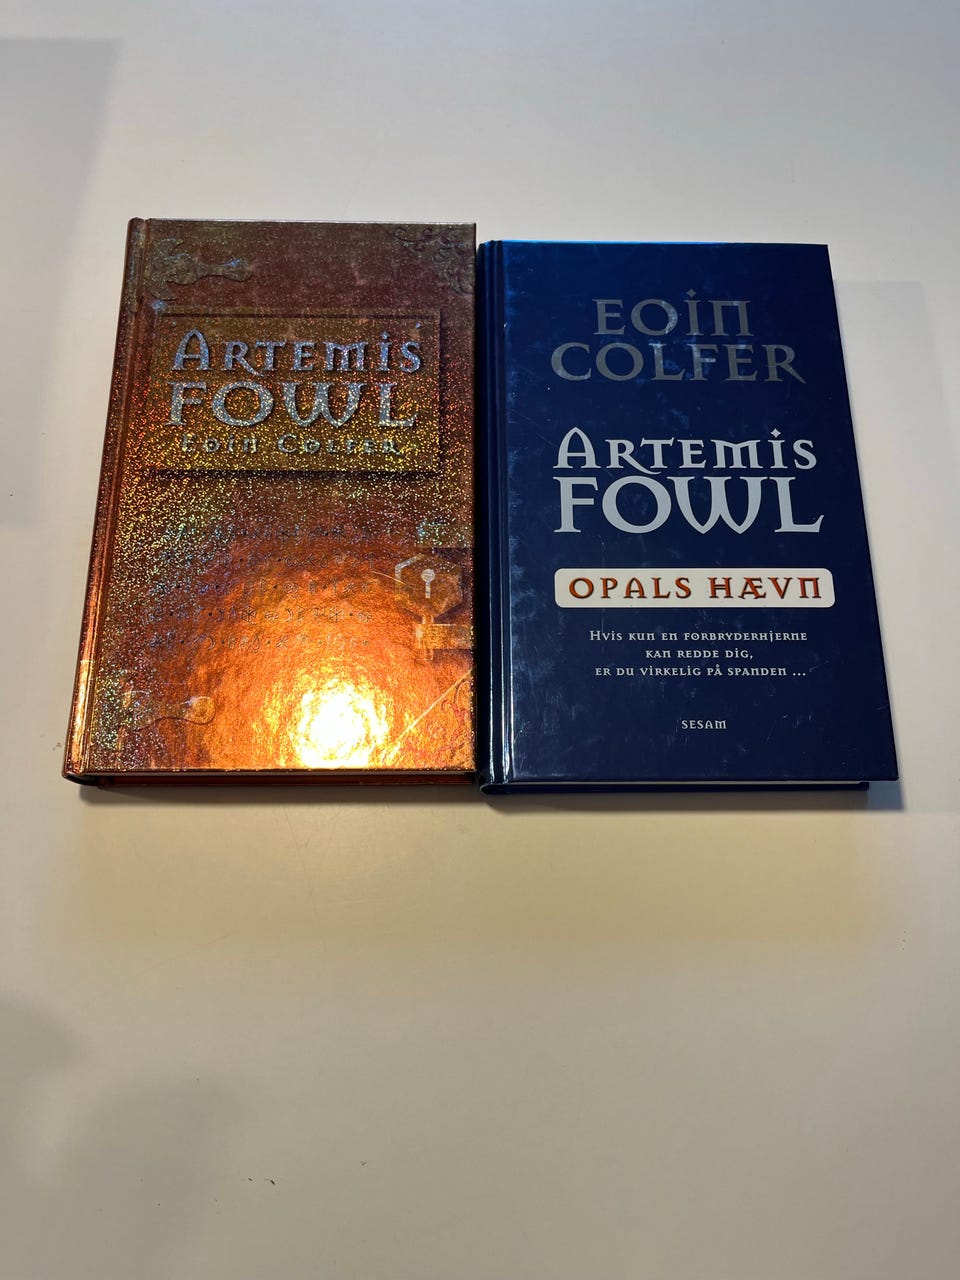 Artemis
FOWL
Eoin Colfer
EOIN
COLFER
Artemis
FOWL
OPALS HÆVN
Hvis kun en forbryderhjerne
kan redde dig,
er du virkelig på spanden ...
SESAM